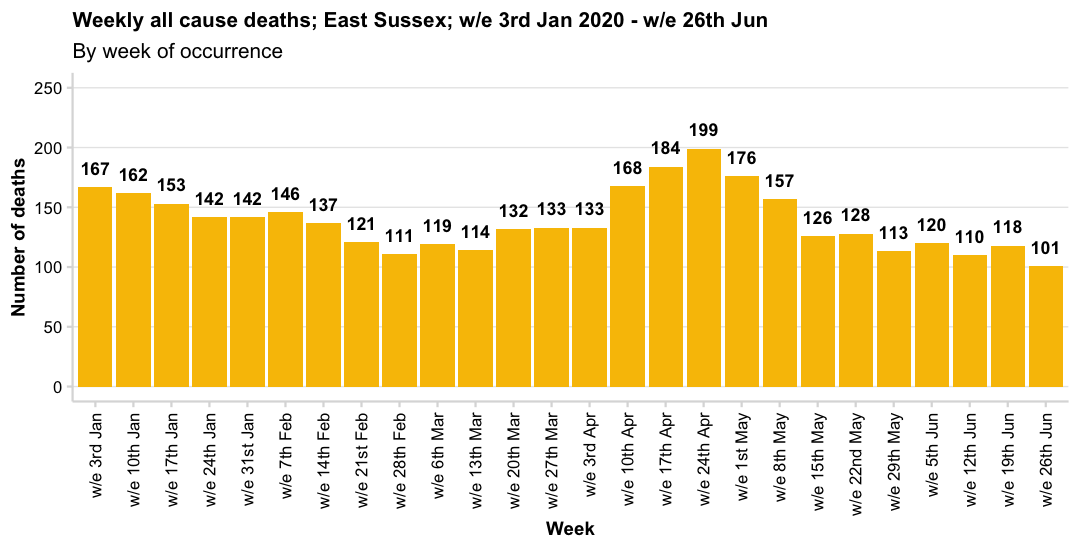 Weekly all cause deaths; East Sussex; w/e 3rd Jan 2020 - w/e 26th Jun
By week of occurrence
Number of deaths
250
200
150
100
50
0
167
162
153
142
142
146
137
121
111
119
114
132
133
133
168
184
199
176
157
126
128
113
120
110
118
101
w/e 3rd Jan
w/e 10th Jan
w/e 17th Jan
w/e 24th Jan
w/e 31st Jan
w/e 7th Feb
w/e 14th Feb
w/e 21st Feb
w/e 28th Feb
w/e 6th Mar
w/e 13th Mar
w/e 20th Mar
w/e 27th Mar
w/e 3rd Apr
w/e 10th Apr
w/e 17th Apr
w/e 24th Apr
w/e 1st May
w/e 8th May
w/e 15th May
w/e 22nd May
w/e 29th May
w/e 5th Jun
w/e 12th Jun
w/e 19th Jun
w/e 26th Jun
Week